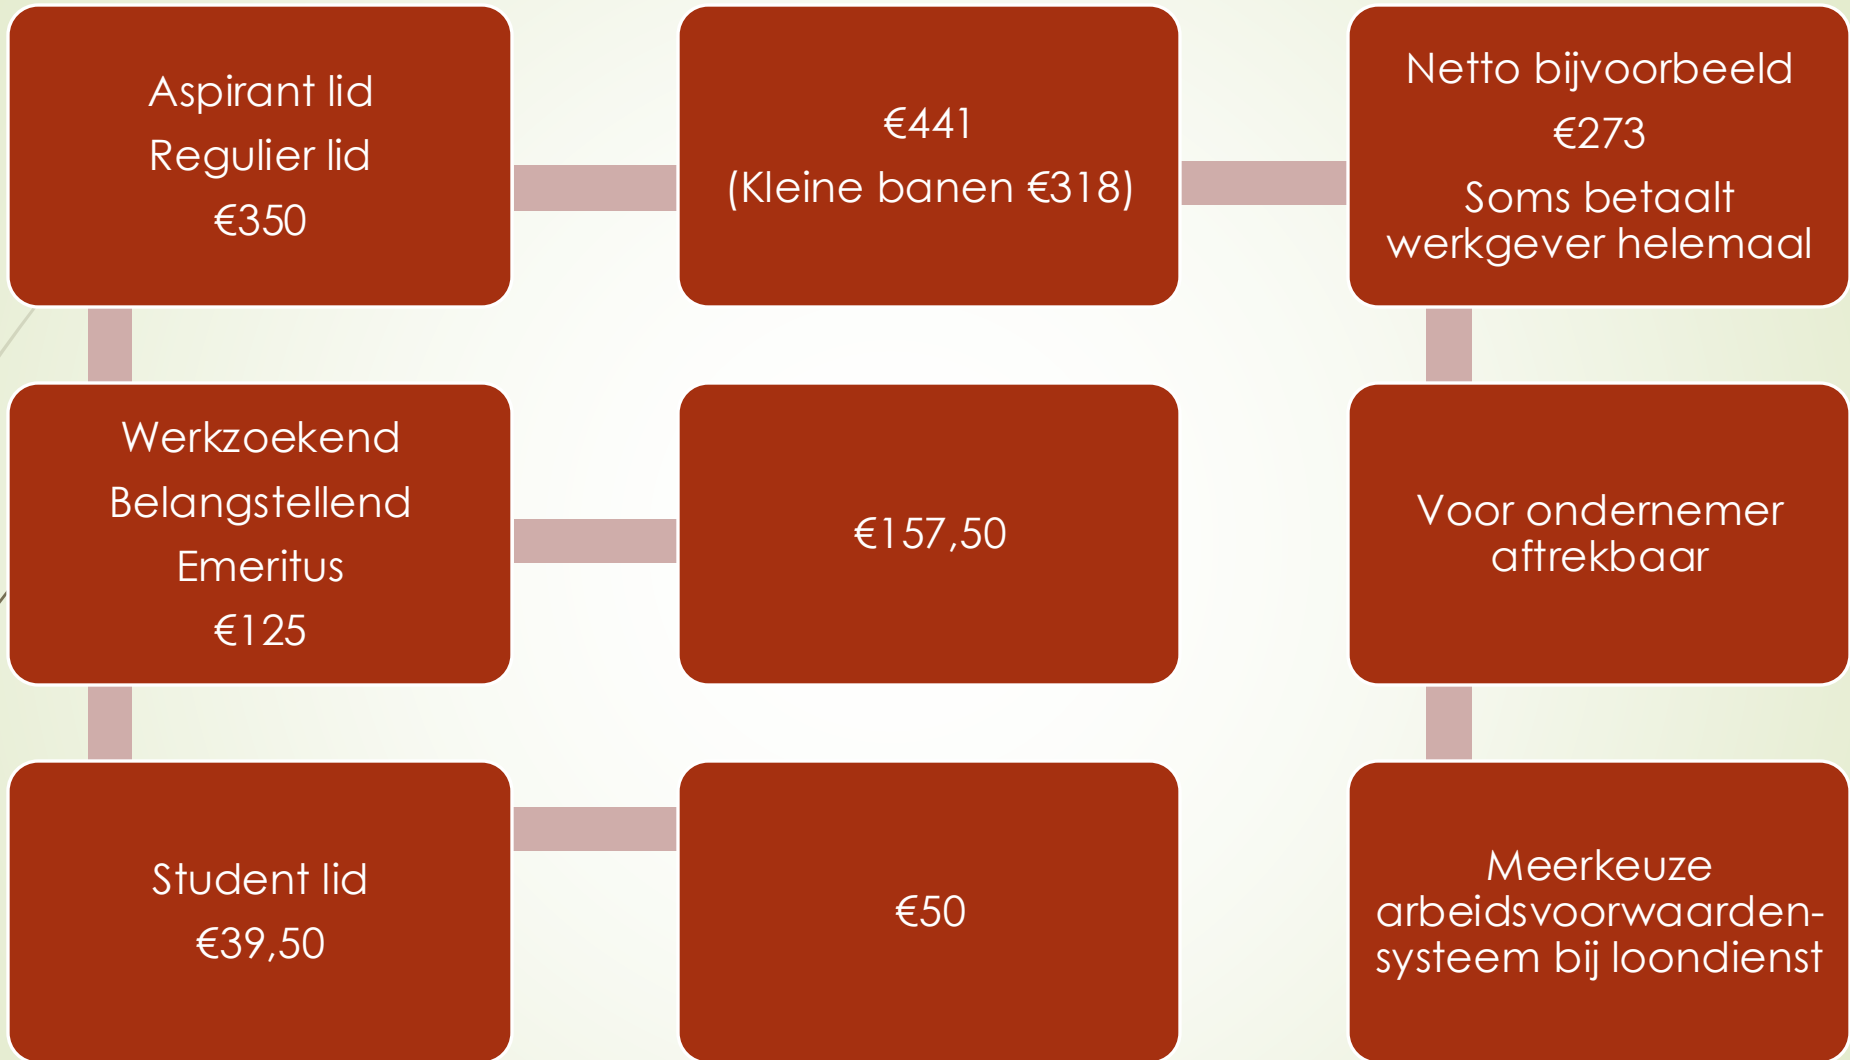 Aspirant lid
Regulier lid
€350
€441
(Kleine banen €318)
Netto bijvoorbeeld
€273
Soms betaalt
werkgever helemaal
Werkzoekend
Belangstellend
Emeritus
€125
€157,50
Voor ondernemer
aftrekbaar
Student lid
€39,50
€50
Meerkeuze
arbeidsvoorwaarden-
systeem bij loondienst